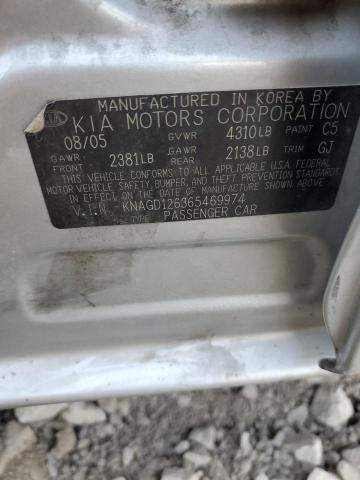 MANUFACTURED IN KOREA BY
KIA KIA MOTORS CORPORATION
08/05 GVWR 4310LB PAINT C5
GAWR FRONT 2381LB GAWR REAR 2138LB TRIM GJ
THIS VEHICLE CONFORMS TO ALL APPLICABLE U.S.A. FEDERAL
MOTOR VEHICLE SAFETY, BUMPER, AND THEFT PREVENTION STANDARDS
IN EFFECT ON THE DATE OF MANUFACTURE SHOWN ABOVE.
V.I.N. KNAGD126365469974
TYPE PASSENGER CAR